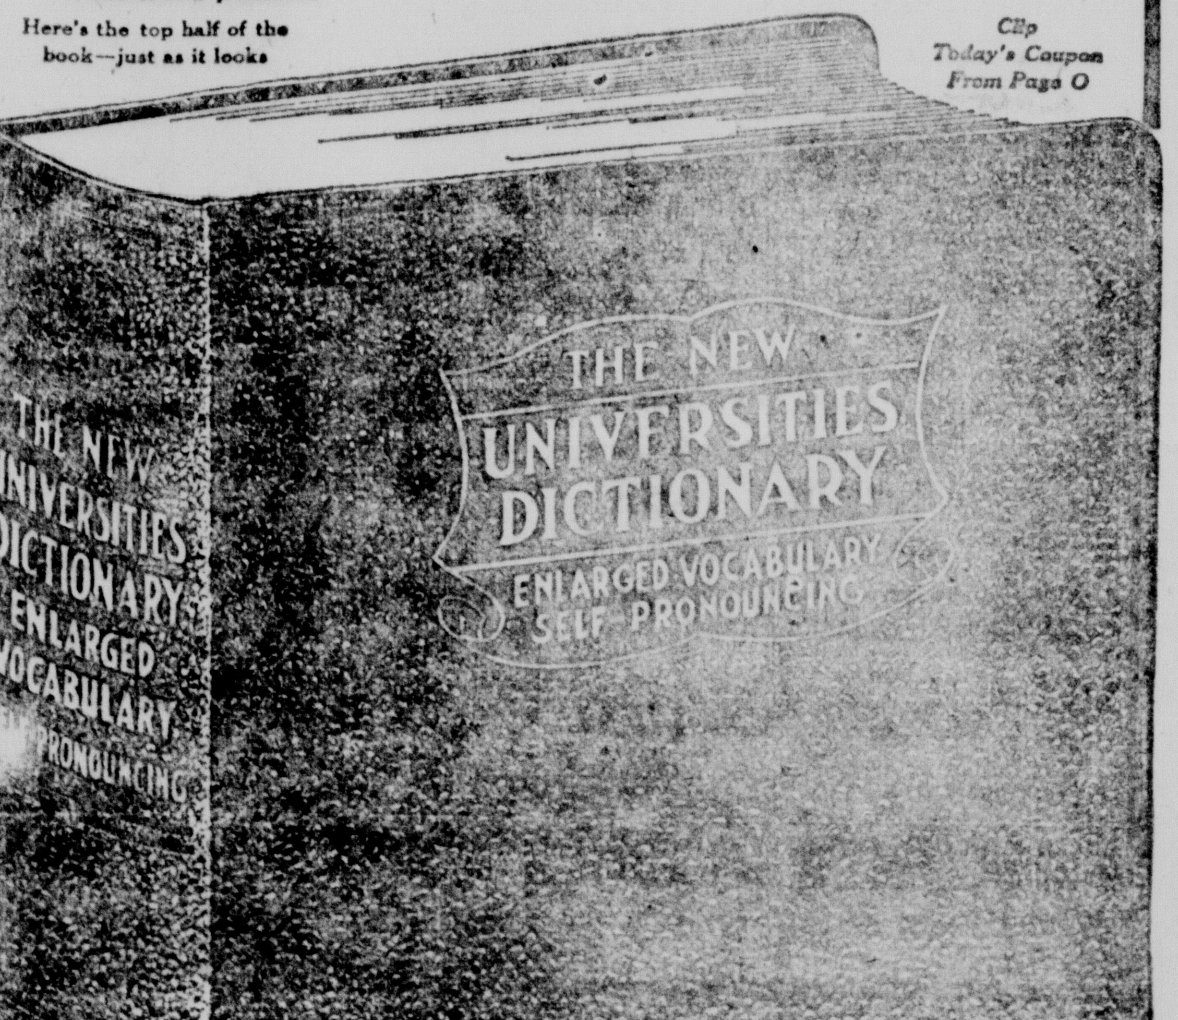 Here's the top half of the
book—just as it looks
Clip
Today's Coupon
From Page O
THE NEW
UNIVERSITIES
DICTIONARY
ENLARGED VOCABULARY
SELF-PRONOUNCING
THE NEW
UNIVERSITIES
DICTIONARY
ENLARGED
VOCABULARY
PRONOUNCING